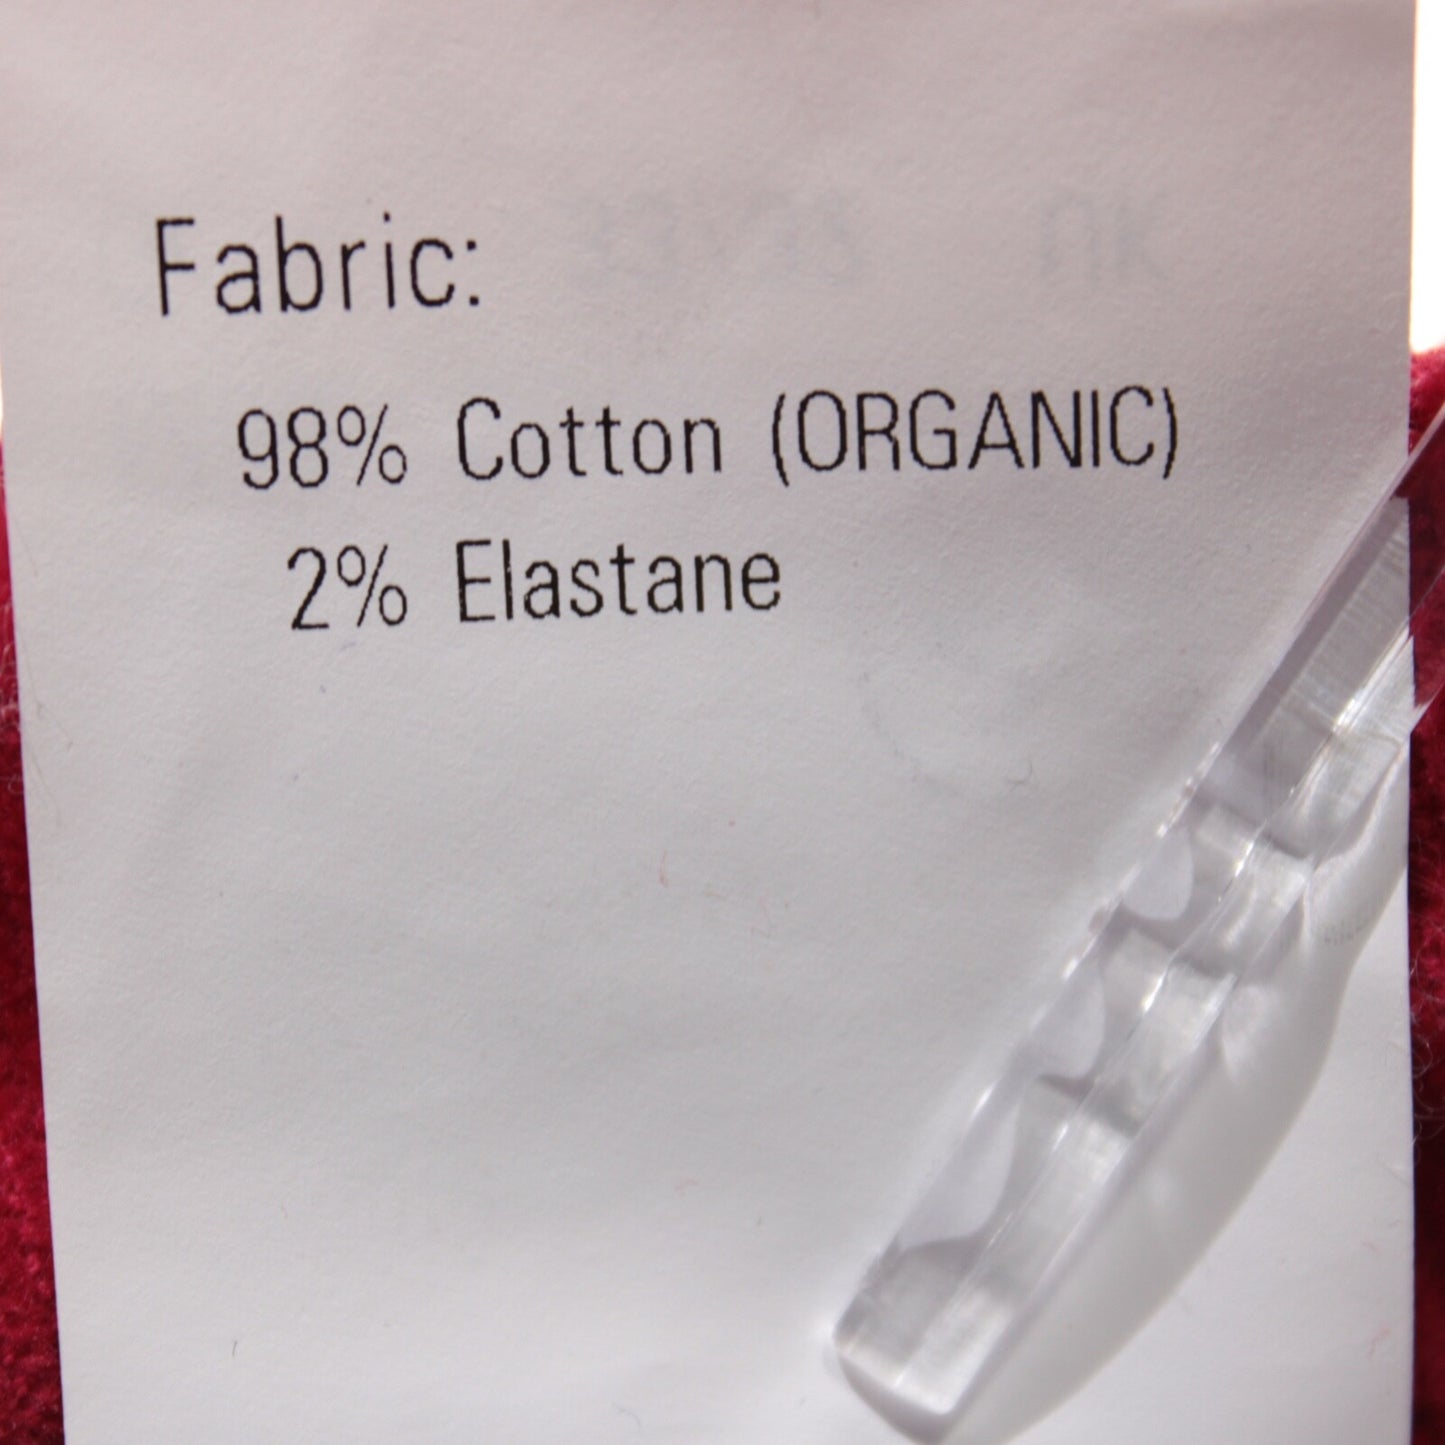 Fabric:
98% Cotton (ORGANIC)
2% Elastane